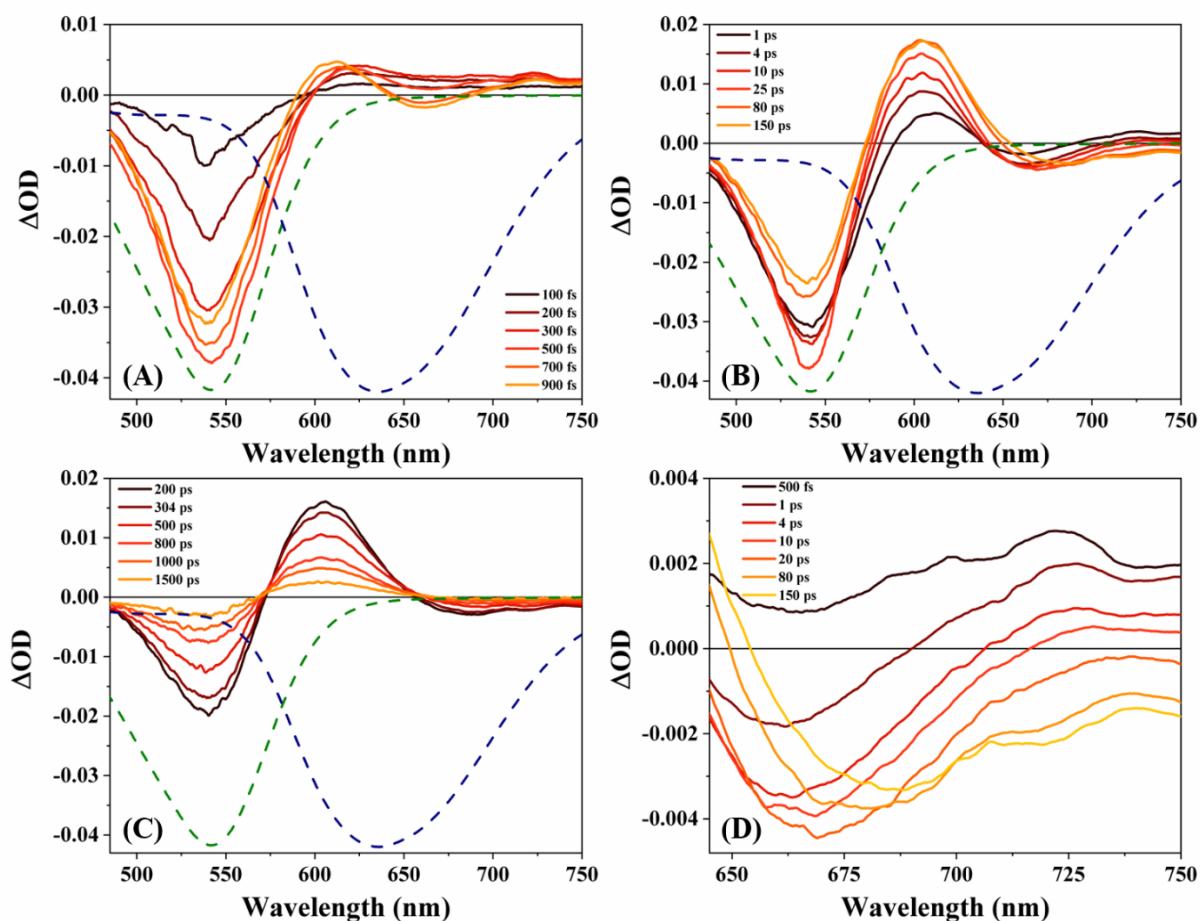 0.01
0.00
-0.01
-0.02
-0.03
-0.04
ΔOD
(A)
100 fs
200 fs
300 fs
500 fs
700 fs
900 fs
500 550 600 650 700 750
Wavelength (nm)
0.02
0.01
0.00
-0.01
-0.02
-0.03
-0.04
ΔOD
(B)
1 ps
4 ps
10 ps
25 ps
80 ps
150 ps
500 550 600 650 700 750
Wavelength (nm)
0.02
0.01
0.00
-0.01
-0.02
-0.03
-0.04
ΔOD
(C)
200 ps
304 ps
500 ps
800 ps
1000 ps
1500 ps
500 550 600 650 700 750
Wavelength (nm)
0.004
0.002
0.000
-0.002
-0.004
ΔOD
(D)
500 fs
1 ps
4 ps
10 ps
20 ps
80 ps
150 ps
650 675 700 725 750
Wavelength (nm)